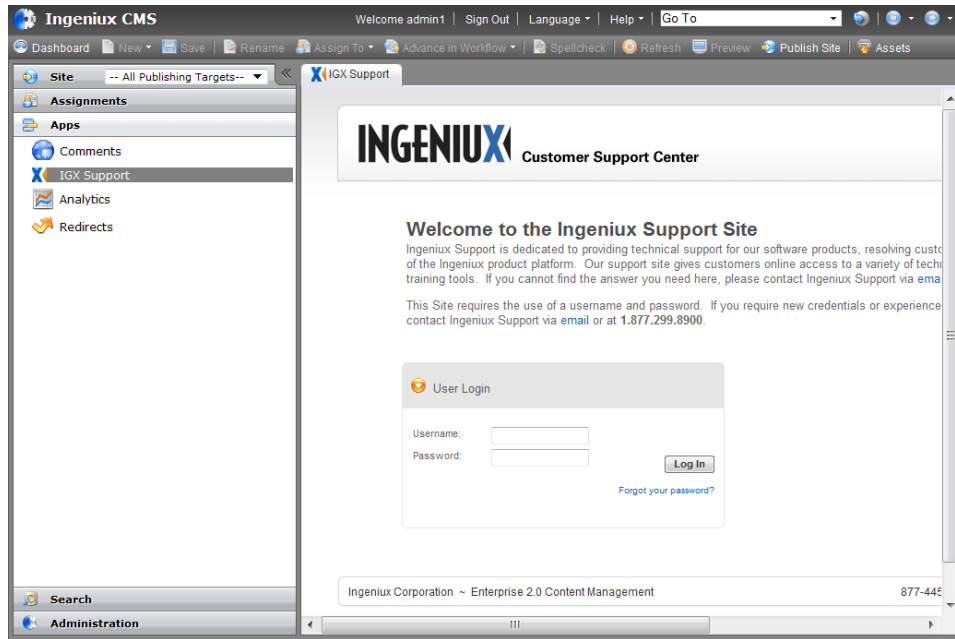 Ingeniux CMS
Welcome admin1 | Sign Out | Language | Help | Go To
Dashboard New Save Rename Assign To Advance in Workflow Spellcheck Refresh Preview Publish Site Assets
Site -- All Publishing Targets--
IGX Support
Assignments
Apps
Comments
IGX Support
Analytics
Redirects
Search
Administration
INGENIUX Customer Support Center
Welcome to the Ingeniux Support Site
Ingeniux Support is dedicated to providing technical support for our software products, resolving custo
of the Ingeniux product platform. Our support site gives customers online access to a variety of techi
training tools. If you cannot find the answer you need here, please contact Ingeniux Support via ema
This Site requires the use of a username and password. If you require new credentials or experience
contact Ingeniux Support via email or at 1.877.299.8900.
User Login
Username:
Password:
Log In
Forgot your password?
Ingeniux Corporation ~ Enterprise 2.0 Content Management 877-445